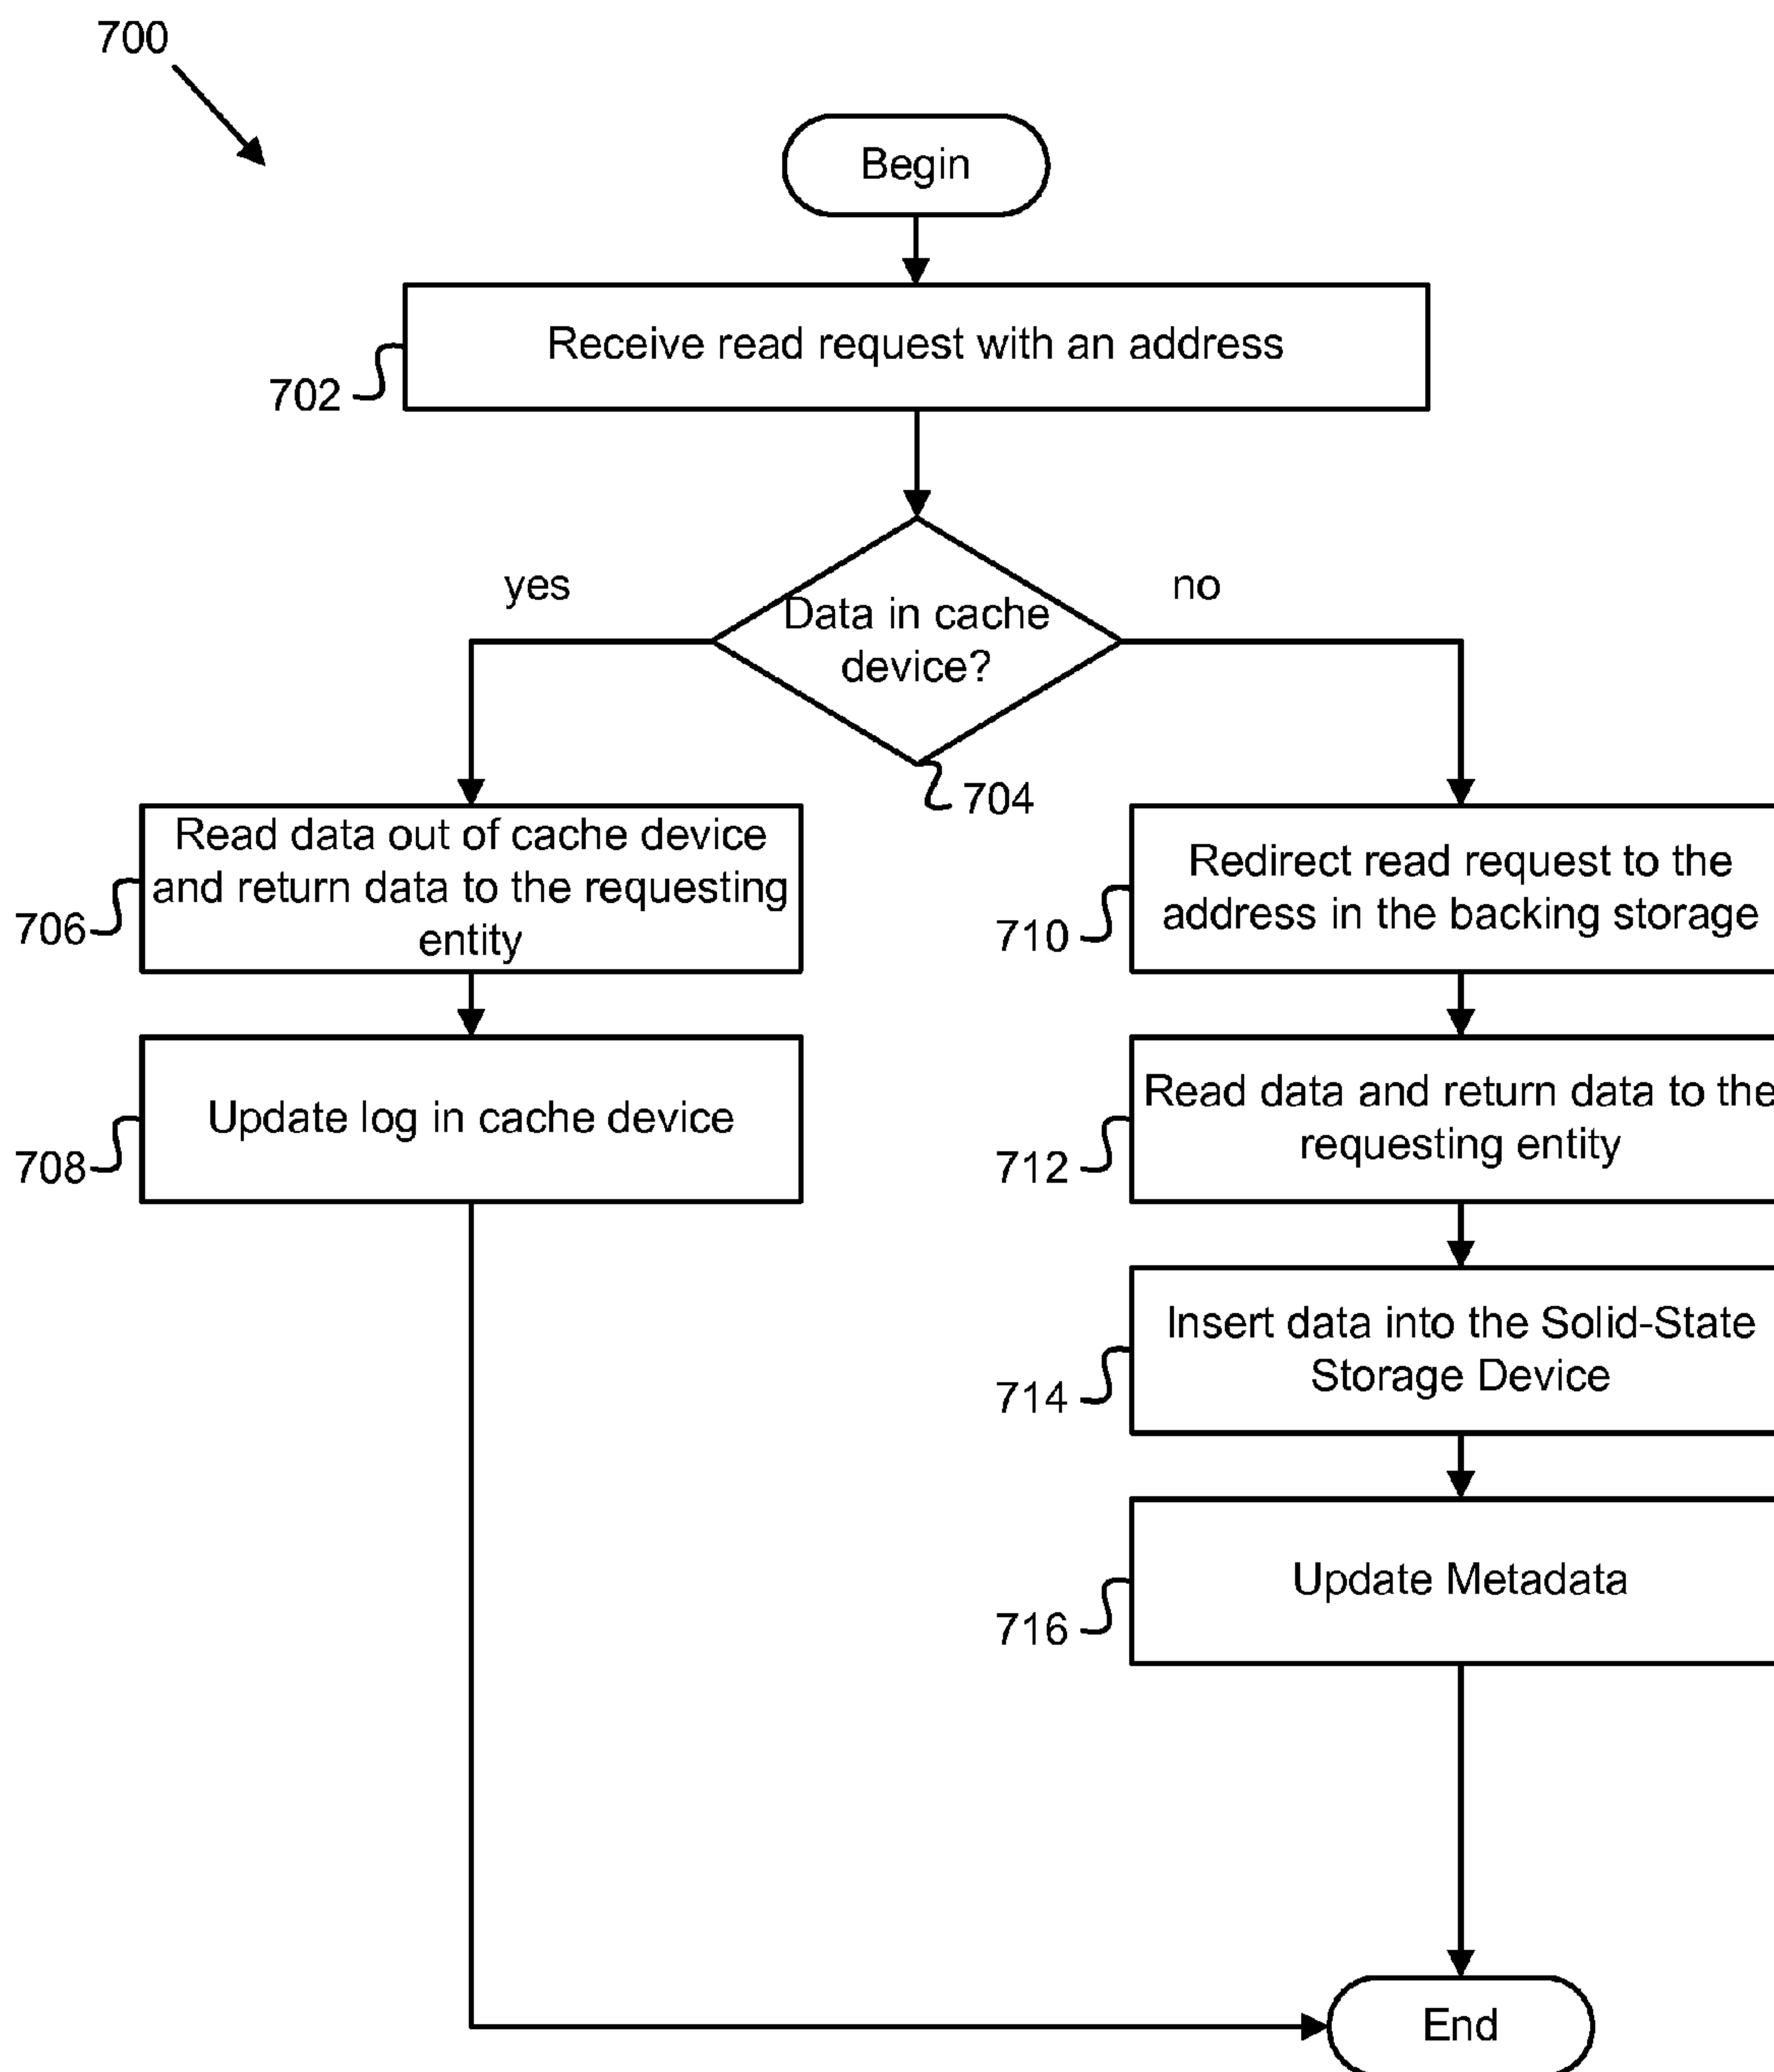 700
Begin
Receive read request with an address
702
yes
no
Data in cache
device?
704
Read data out of cache device
and return data to the requesting
entity
706
Redirect read request to the
address in the backing storage
710
Update log in cache device
708
Read data and return data to the
requesting entity
712
Insert data into the Solid-State
Storage Device
714
Update Metadata
716
End